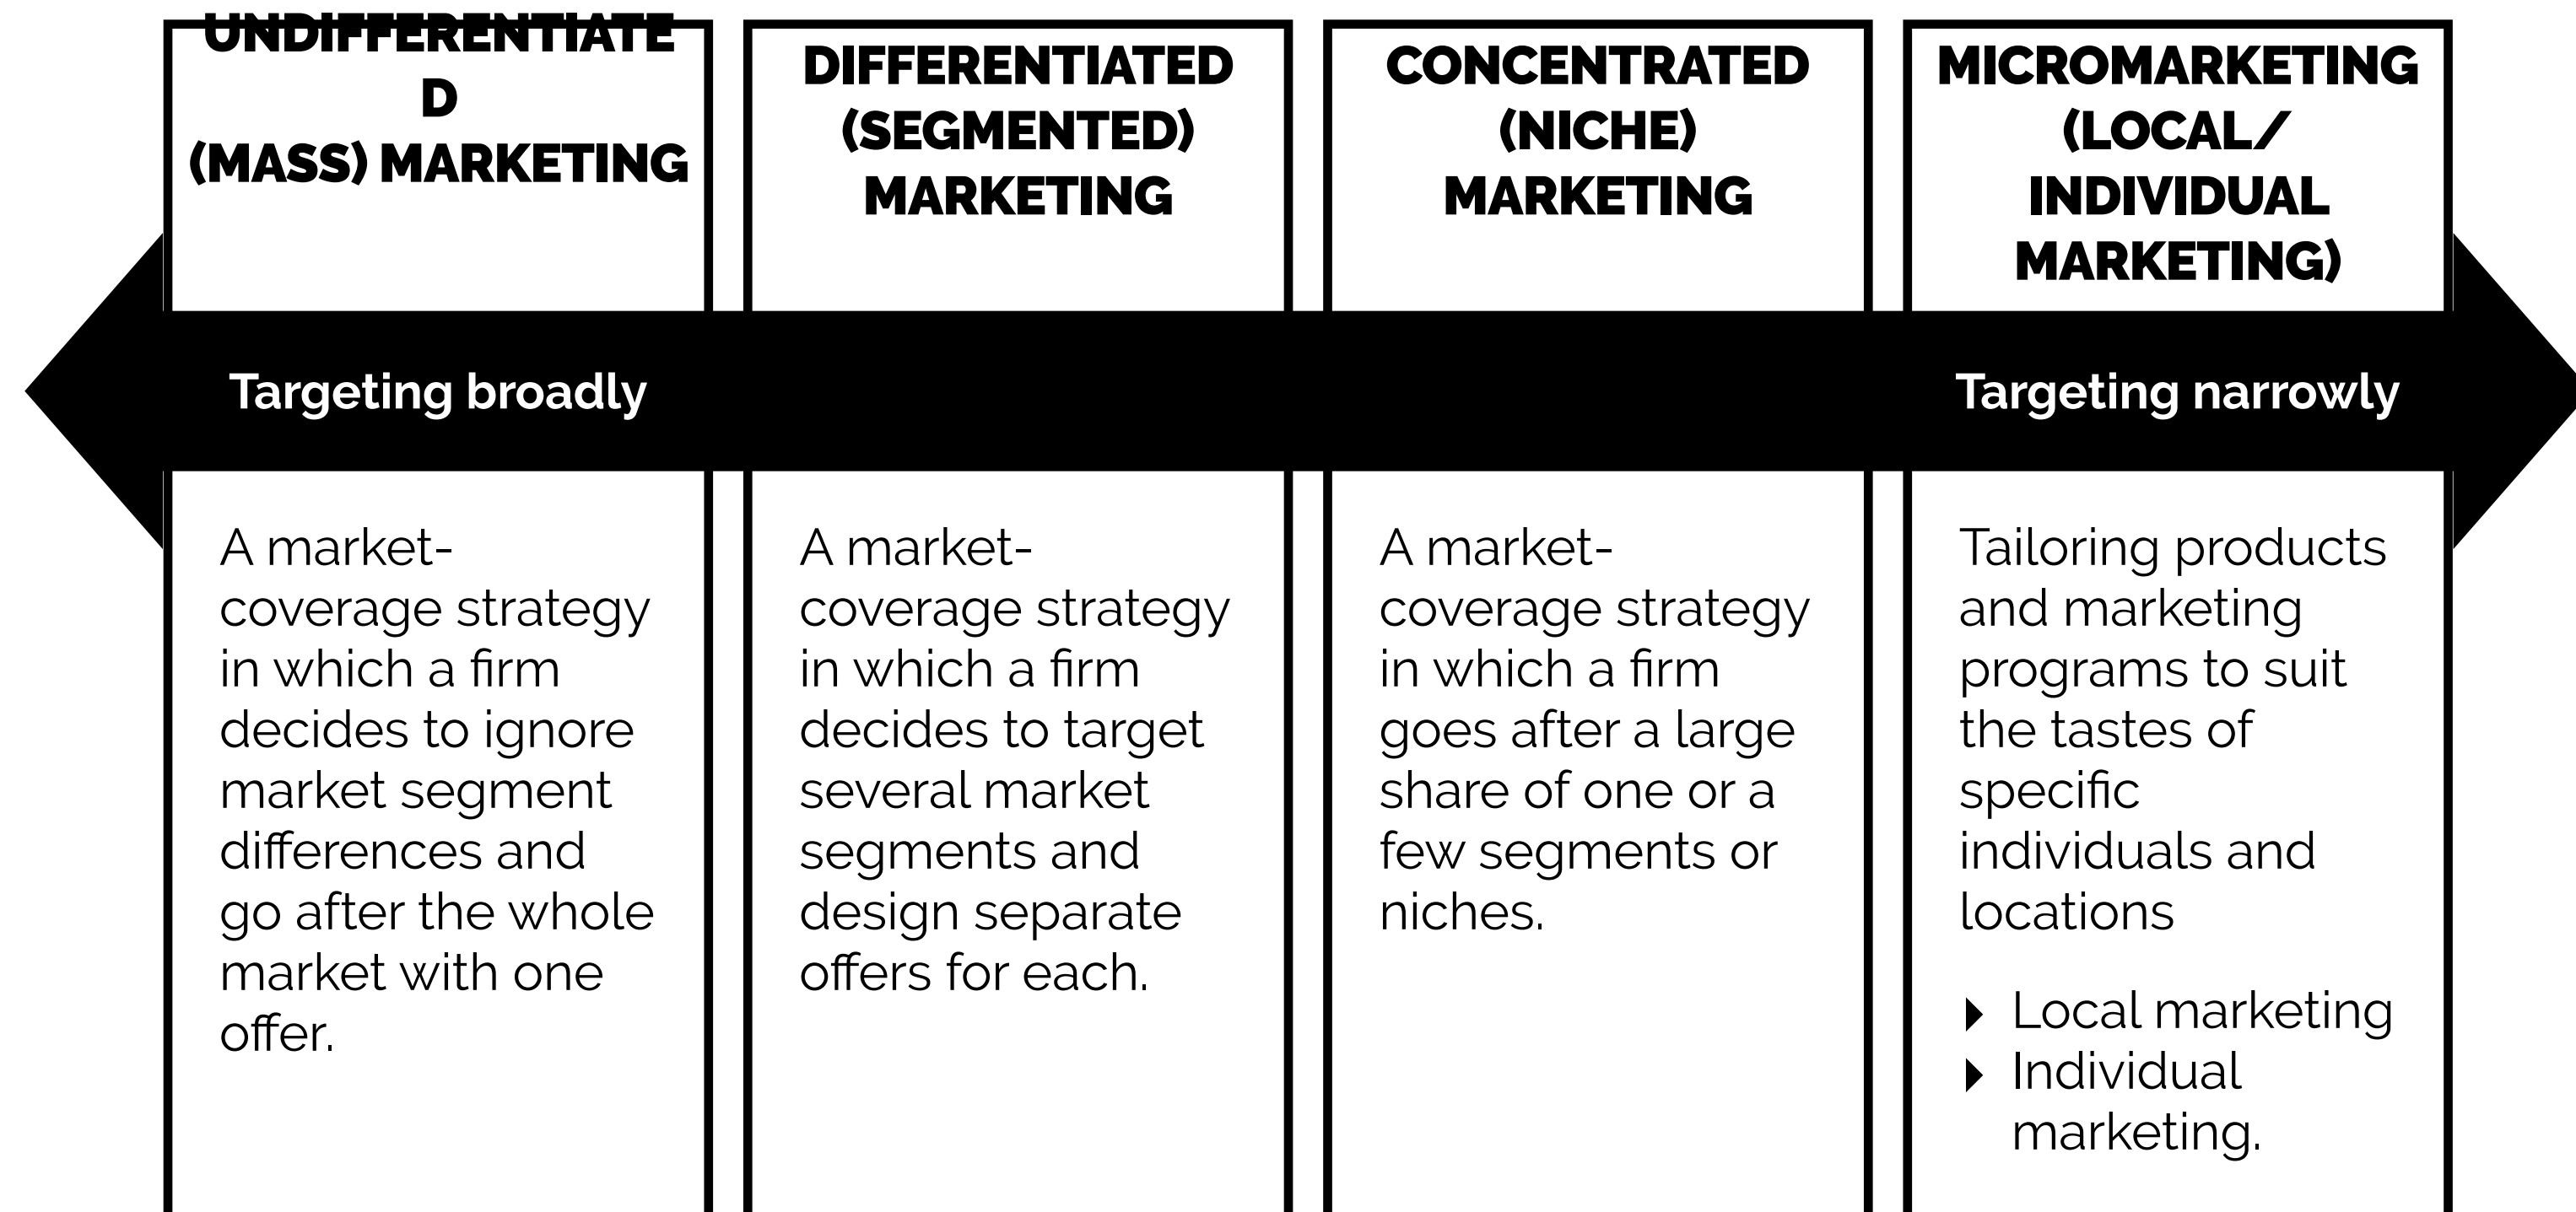 UNDIFFERENTIATE
D
(MASS) MARKETING
DIFFERENTIATED
(SEGMENTED)
MARKETING
CONCENTRATED
(NICHE)
MARKETING
MICROMARKETING
(LOCAL/
INDIVIDUAL
MARKETING)
Targeting broadly
Targeting narrowly
A market-
coverage strategy
in which a firm
decides to ignore
market segment
differences and
go after the whole
market with one
offer.
A market-
coverage strategy
in which a firm
decides to target
several market
segments and
design separate
offers for each.
A market-
coverage strategy
in which a firm
goes after a large
share of one or a
few segments or
niches.
Tailoring products
and marketing
programs to suit
the tastes of
specific
individuals and
locations
Local marketing
Individual
marketing.